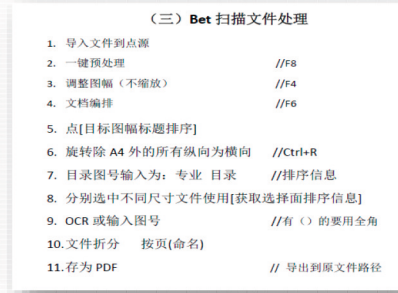 （三）Bet 扫描文件处理
1. 导入文件到点源
2. 一键预处理 //F8
3. 调整图幅（不缩放） //F4
4. 文档编排 //F6
5. 点[目标图幅标题排序]
6. 旋转除 A4 外的所有纵向为横向 //Ctrl+R
7. 目录图号输入为：专业 目录 //排序信息
8. 分别选中不同尺寸文件使用[获取选择面排序信息]
9. OCR 或输入图号 //有（）的要用全角
10.文件折分 按页(命名)
11.存为 PDF // 导出到原文件路径